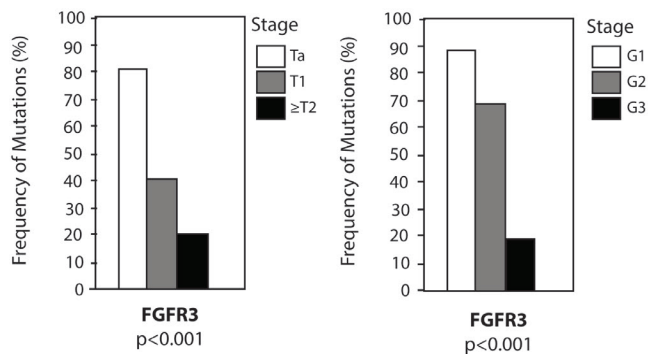 Frequency of Mutations (%)
100
90
80
70
60
50
40
30
20
10
0
Stage
Ta
T1
≥T2
FGFR3
p<0.001
Frequency of Mutations (%)
100
90
80
70
60
50
40
30
20
10
0
Stage
G1
G2
G3
FGFR3
p<0.001